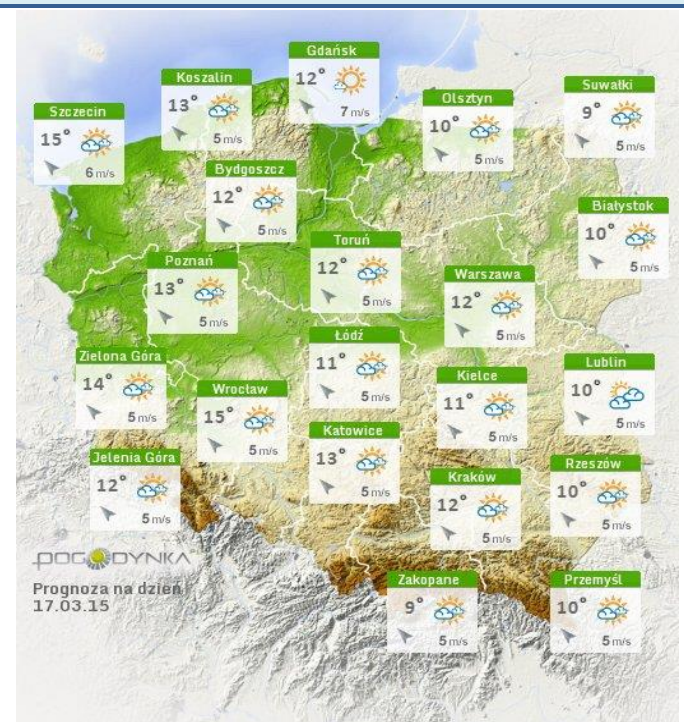 Gdańsk
12°
7 m/s
Koszalin
13°
5 m/s
Suwałki
9°
5 m/s
Olsztyn
10°
5 m/s
Szczecin
15°
6 m/s
Bydgoszcz
12°
5 m/s
Białystok
10°
5 m/s
Toruń
12°
5 m/s
Poznań
13°
5 m/s
Warszawa
12°
5 m/s
Łódź
11°
5 m/s
Zielona Góra
14°
5 m/s
Lublin
10°
5 m/s
Kielce
11°
5 m/s
Wrocław
15°
5 m/s
Katowice
13°
5 m/s
Jelenia Góra
12°
5 m/s
Rzeszów
10°
5 m/s
Kraków
12°
5 m/s
POGODYNKA
Prognoza na dzień
17.03.15
Zakopane
9°
5 m/s
Przemyśl
10°
5 m/s